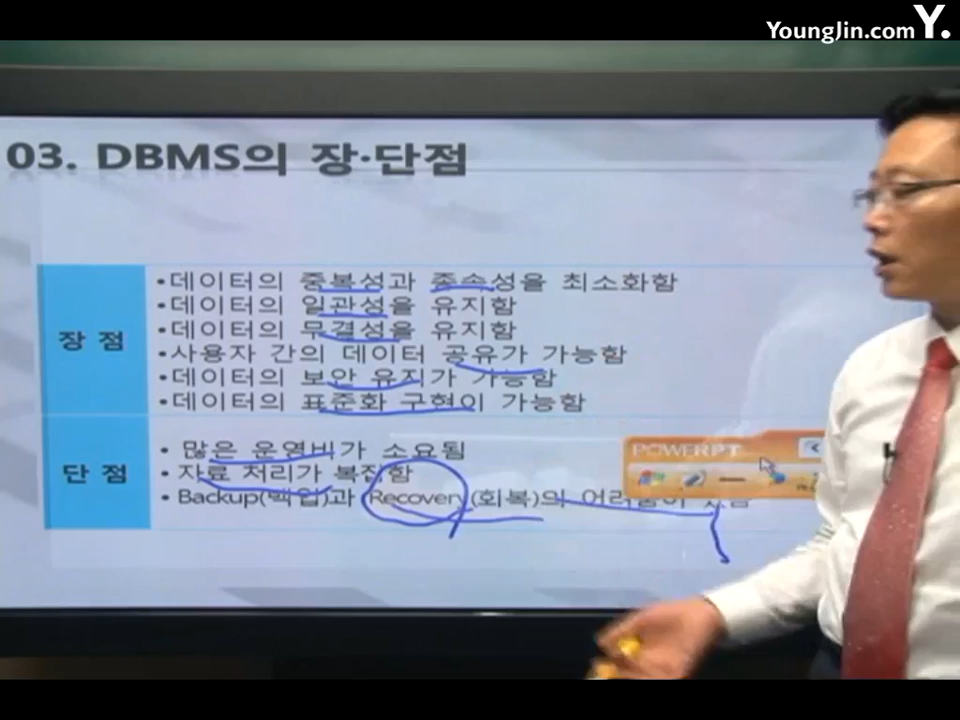 YoungJin.com Y.
03. DBMS의 장·단점
장 점
•데이터의 중복성과 종속성을 최소화함
•데이터의 일관성을 유지함
•데이터의 무결성을 유지함
•사용자 간의 데이터 공유가 가능함
•데이터의 보안 유지가 가능함
•데이터의 표준화 구현이 가능함
단 점
• 많은 운영비가 소요됨
• 자료 처리가 복잡함
• Backup(백업)과 Recovery(회복)의 어려움이 있음
POWERPT